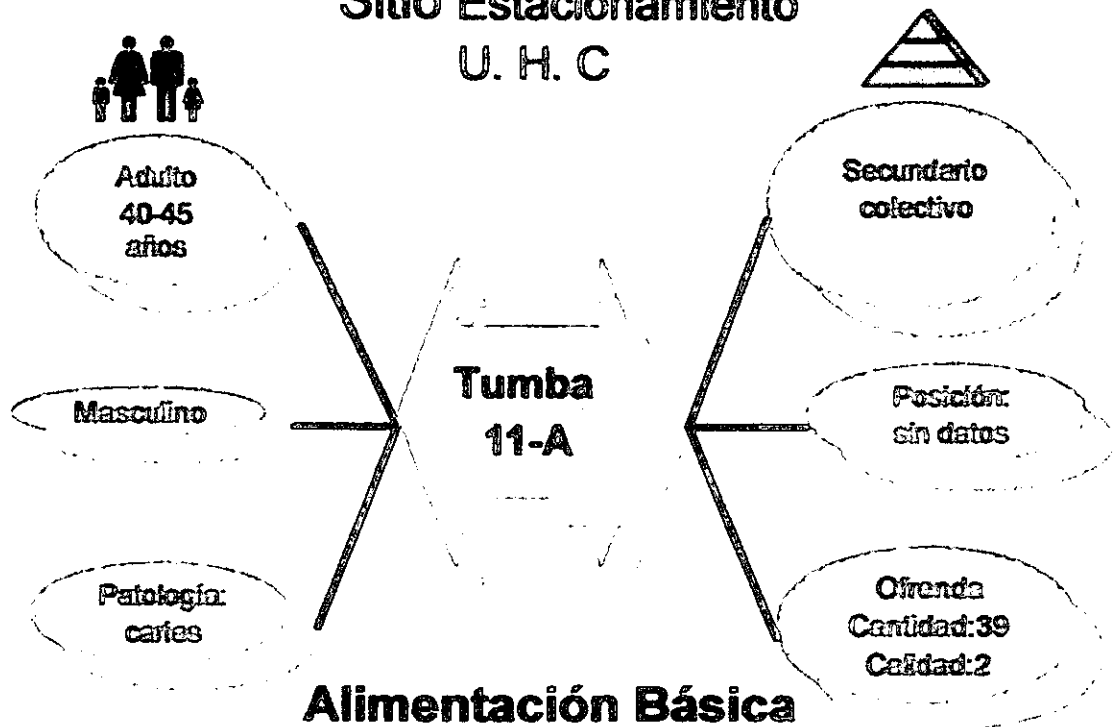 Sitio Estacionamiento
U. H. C
Adulto
40-45
años
Masculino
Patología:
caries
Tumba
11-A
Secundario
colectivo
Posición:
sin datos
Ofrenda
Cantidad:39
Calidad:2
Alimentación Básica